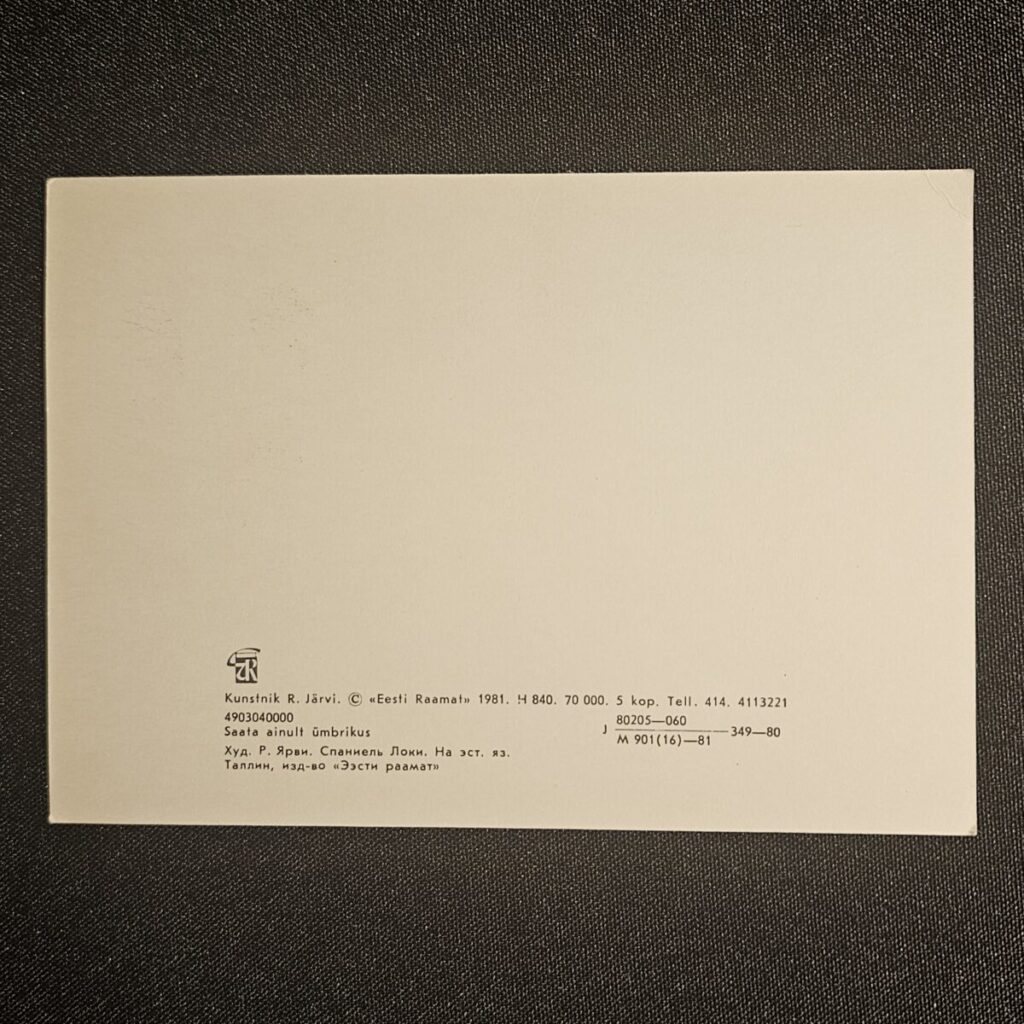 Kunstnik R. Järvi. © «Eesti Raamat» 1981. H 840. 70 000. 5 kop. Tell. 414. 4113221
4903040000
Saata ainult ümbrikus
J 80205—060
M 901(16)—81 —349—80
Худ. Р. Ярви. Спаниель Локи. На эст. яз.
Таллин, изд-во «Ээсти раамат»